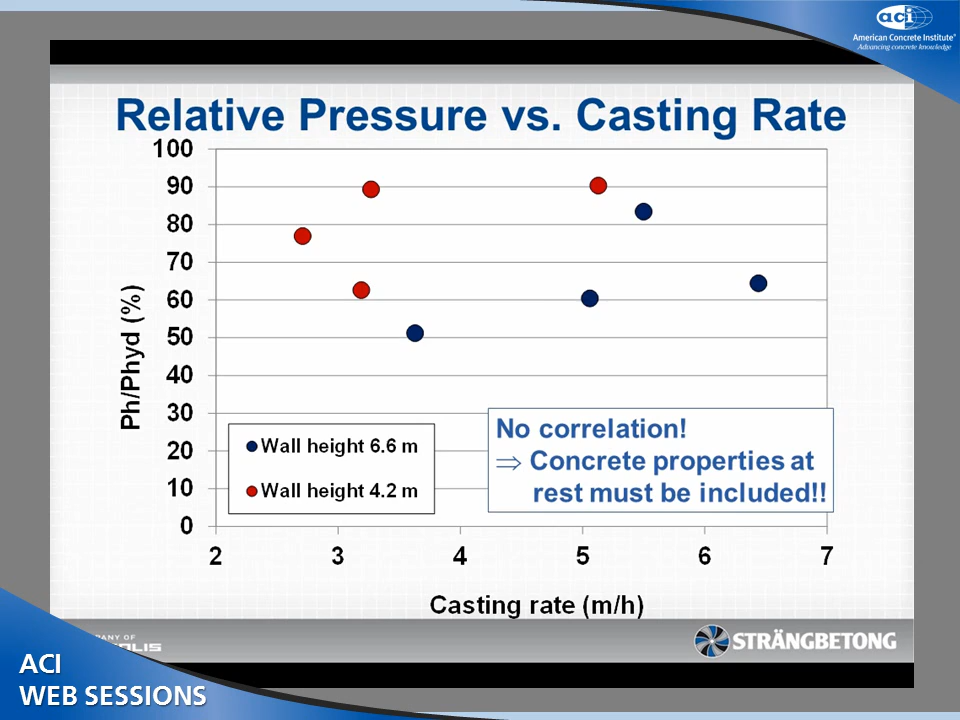 aci
American Concrete Institute®
Advancing concrete knowledge
Relative Pressure vs. Casting Rate
100
90
80
70
60
50
40
30
20
10
0
Ph/Phyd (%)
Wall height 6.6 m
Wall height 4.2 m
No correlation!
⇒ Concrete properties at
rest must be included!!
2 3 4 5 6 7
Casting rate (m/h)
STRÄNGBETONG
ACI
WEB SESSIONS